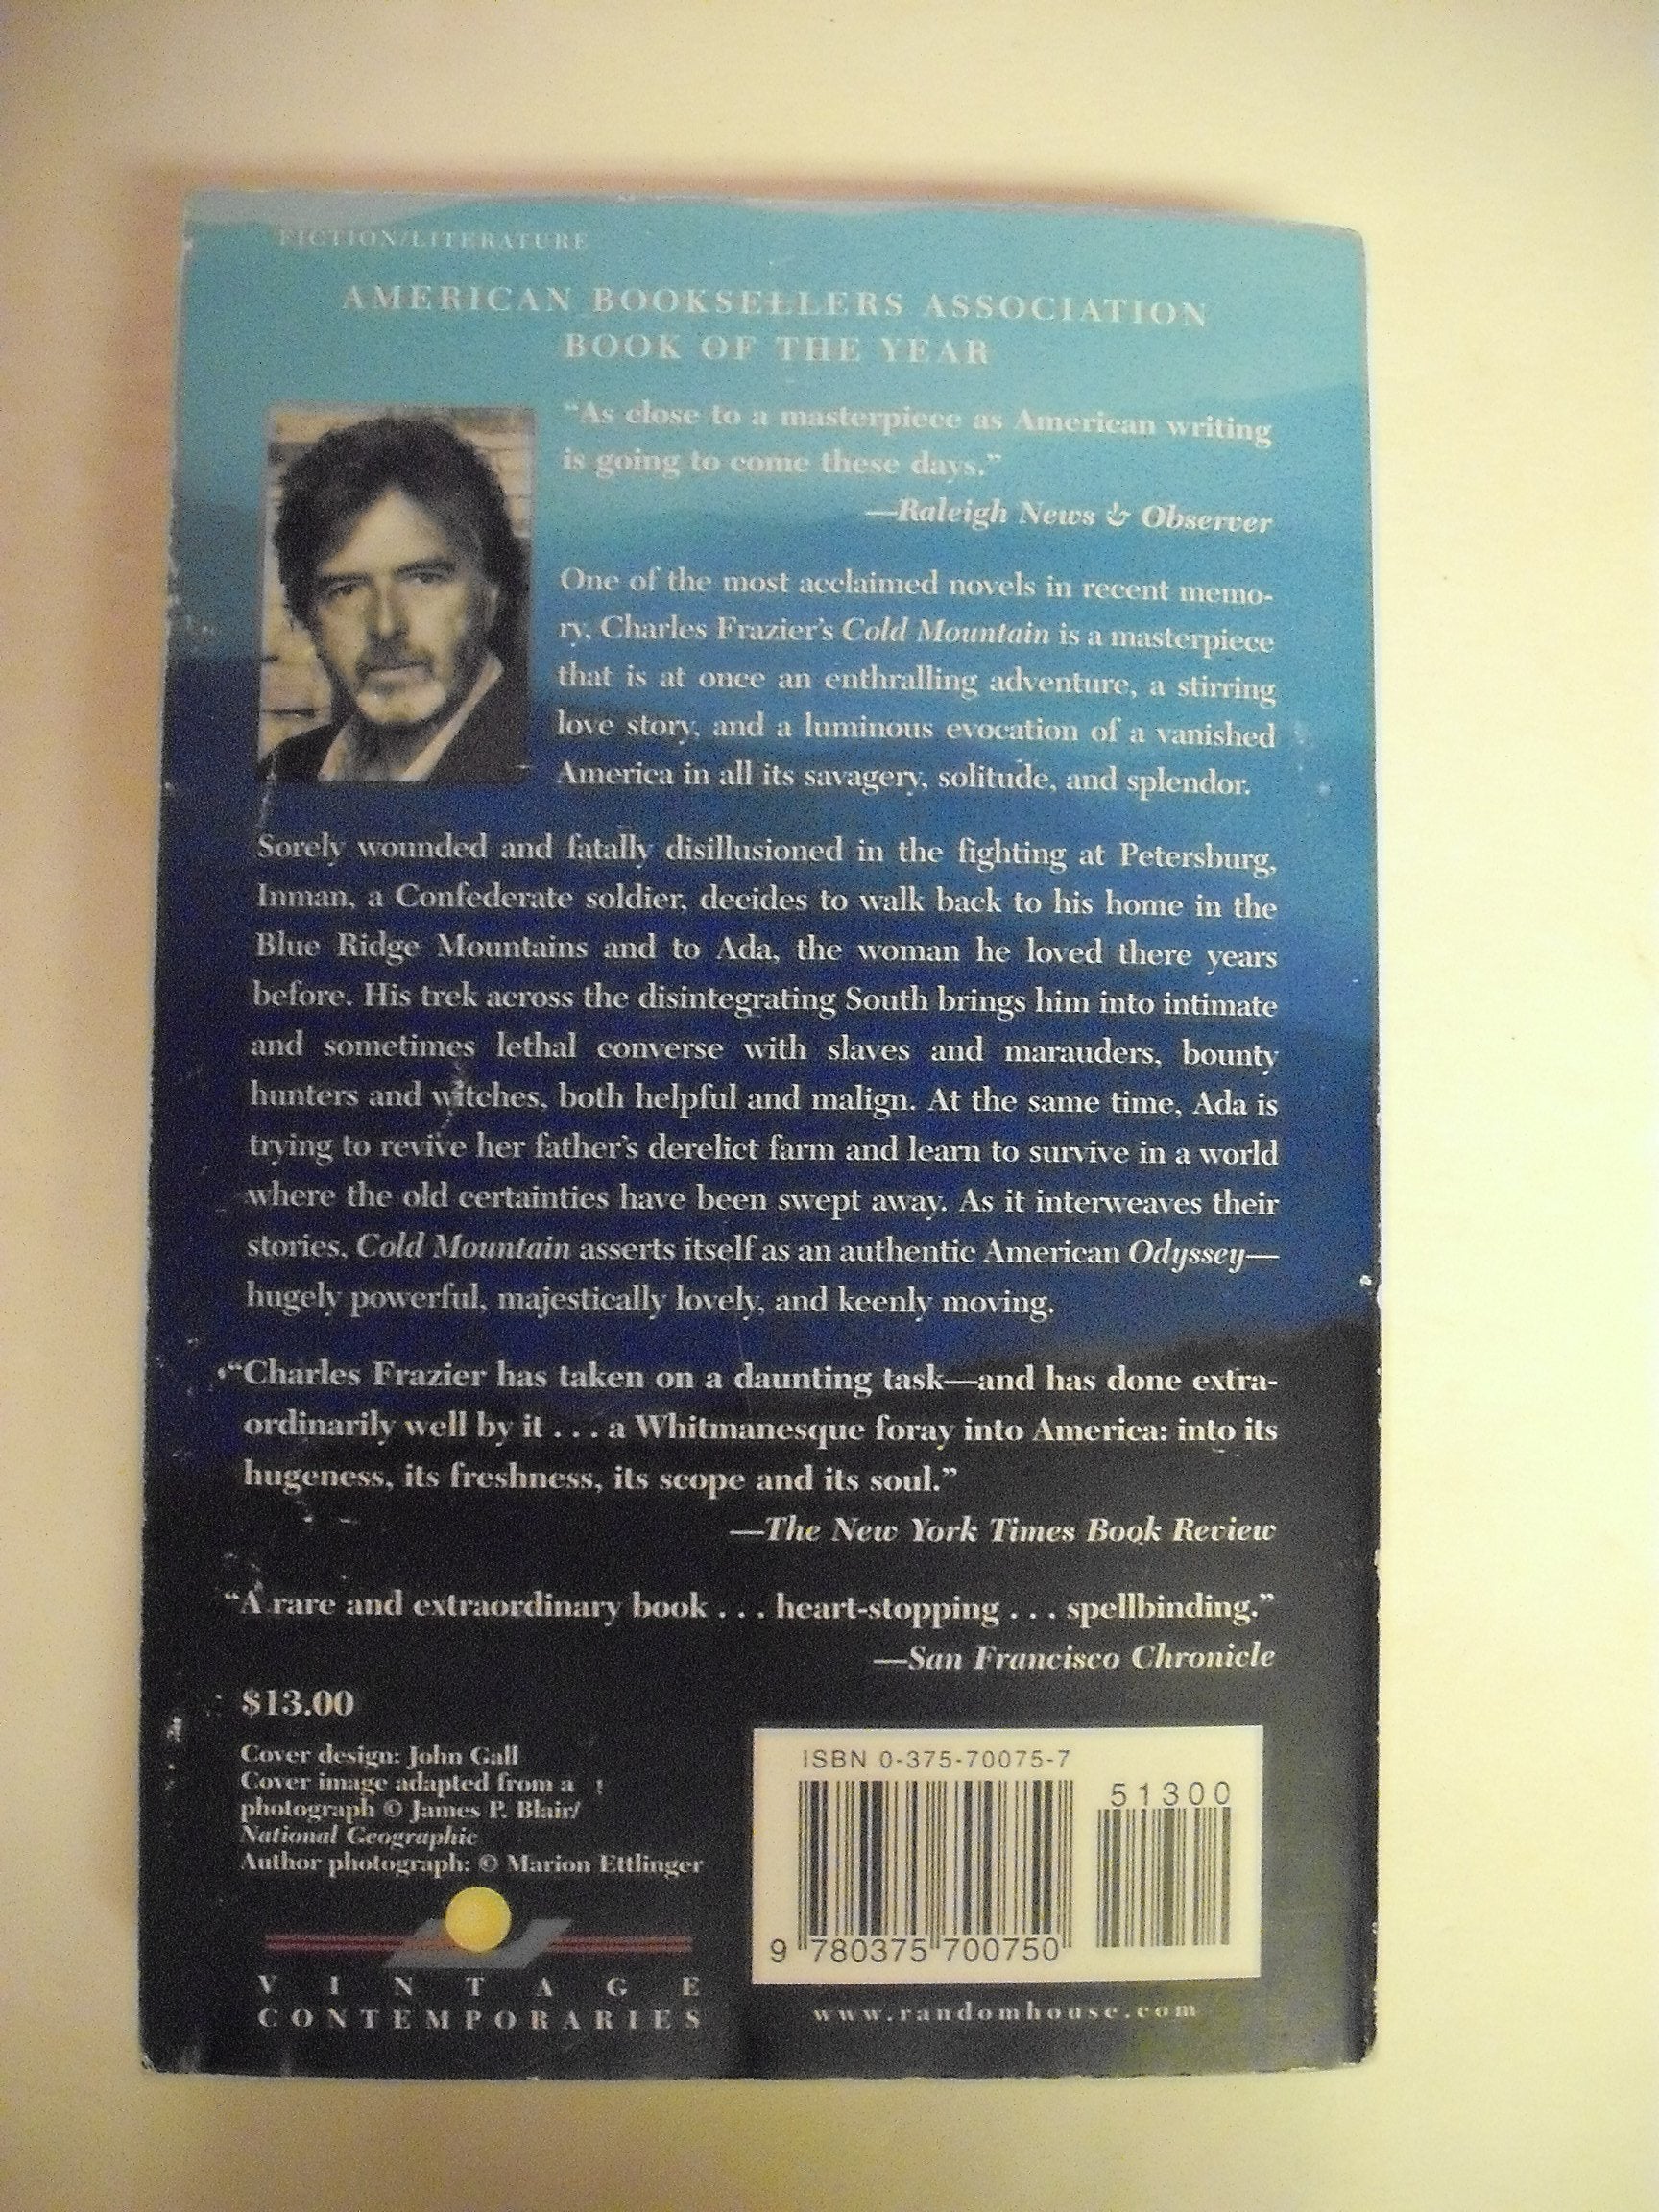 FICTION/LITERATURE
AMERICAN BOOKSELLERS ASSOCIATION
BOOK OF THE YEAR
“As close to a masterpiece as American writing
is going to come these days.”
—Raleigh News & Observer
One of the most acclaimed novels in recent memo-
ry, Charles Frazier’s Cold Mountain is a masterpiece
that is at once an enthralling adventure, a stirring
love story, and a luminous evocation of a vanished
America in all its savagery, solitude, and splendor.
Sorely wounded and fatally disillusioned in the fighting at Petersburg,
Inman, a Confederate soldier, decides to walk back to his home in the
Blue Ridge Mountains and to Ada, the woman he loved there years
before. His trek across the disintegrating South brings him into intimate
and sometimes lethal converse with slaves and marauders, bounty
hunters and witches, both helpful and malign. At the same time, Ada is
trying to revive her father’s derelict farm and learn to survive in a world
where the old certainties have been swept away. As it interweaves their
stories, Cold Mountain asserts itself as an authentic American Odyssey—
hugely powerful, majestically lovely, and keenly moving.
“Charles Frazier has taken on a daunting task—and has done extra-
ordinarily well by it . . . a Whitmanesque foray into America: into its
hugeness, its freshness, its scope and its soul.”
—The New York Times Book Review
“A rare and extraordinary book . . . heart-stopping . . . spellbinding.”
—San Francisco Chronicle
$13.00
Cover design: John Gall
Cover image adapted from a
photograph © James P. Blair/
National Geographic
Author photograph: © Marion Ettlinger
VINTAGE
CONTEMPORARIES
ISBN 0-375-70075-7
51300
9 780375 700750
www.randomhouse.com